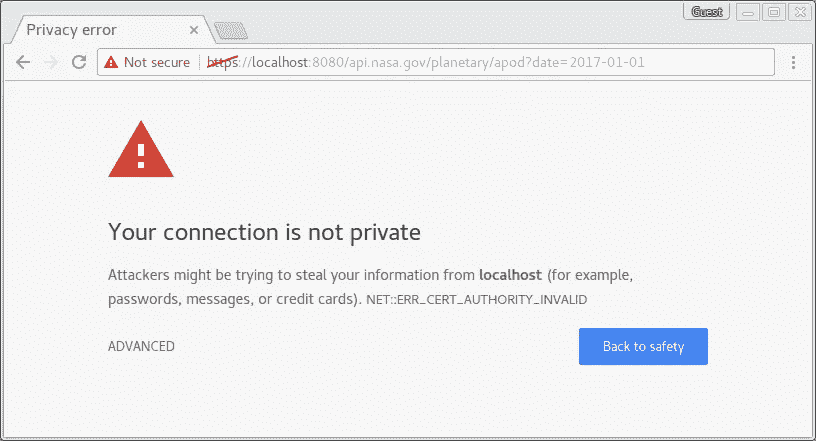 Guest
Privacy error
Not secure https://localhost:8080/api.nasa.gov/planetary/apod?date=2017-01-01
Your connection is not private
Attackers might be trying to steal your information from localhost (for example,
passwords, messages, or credit cards). NET::ERR_CERT_AUTHORITY_INVALID
ADVANCED
Back to safety